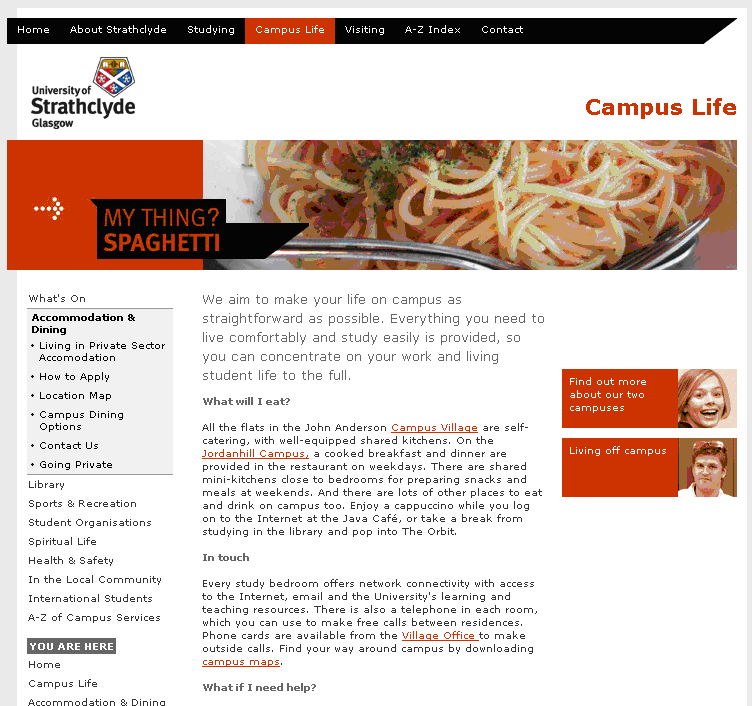 Home About Strathclyde Studying Campus Life Visiting A-Z Index Contact
University of
Strathclyde
Glasgow
Campus Life
MY THING?
SPAGHETTI
What's On
Accommodation &
Dining
• Living in Private Sector
Accomodation
• How to Apply
• Location Map
• Campus Dining
Options
• Contact Us
• Going Private
Library
Sports & Recreation
Student Organisations
Spiritual Life
Health & Safety
In the Local Community
International Students
A-Z of Campus Services
YOU ARE HERE
Home
Campus Life
Accommodation & Dining
We aim to make your life on campus as
straightforward as possible. Everything you need to
live comfortably and study easily is provided, so
you can concentrate on your work and living
student life to the full.
What will I eat?
All the flats in the John Anderson Campus Village are self-
catering, with well-equipped shared kitchens. On the
Jordanhill Campus, a cooked breakfast and dinner are
provided in the restaurant on weekdays. There are shared
mini-kitchens close to bedrooms for preparing snacks and
meals at weekends. And there are lots of other places to eat
and drink on campus too. Enjoy a cappuccino while you log
on to the Internet at the Java Café, or take a break from
studying in the library and pop into The Orbit.
In touch
Every study bedroom offers network connectivity with access
to the Internet, email and the University's learning and
teaching resources. There is also a telephone in each room,
which you can use to make free calls between residences.
Phone cards are available from the Village Office to make
outside calls. Find your way around campus by downloading
campus maps.
What if I need help?
Find out more
about our two
campuses
Living off campus